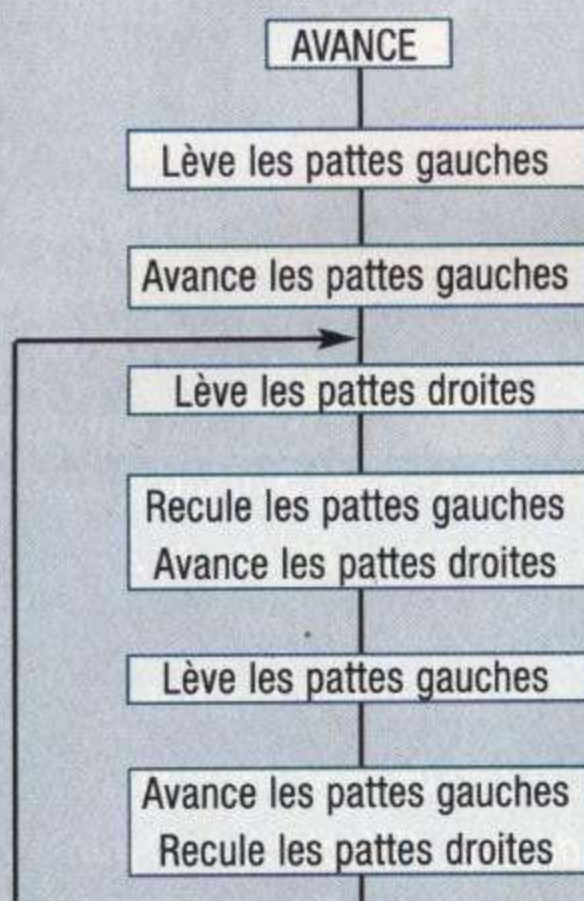 AVANCE
Lève les pattes gauches
Avance les pattes gauches
Lève les pattes droites
Recule les pattes gauches
Avance les pattes droites
Lève les pattes gauches
Avance les pattes gauches
Recule les pattes droites